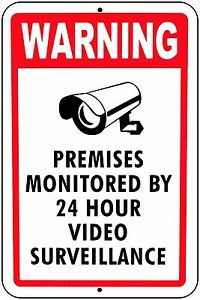 WARNING
PREMISES
MONITORED BY
24 HOUR
VIDEO
SURVEILLANCE